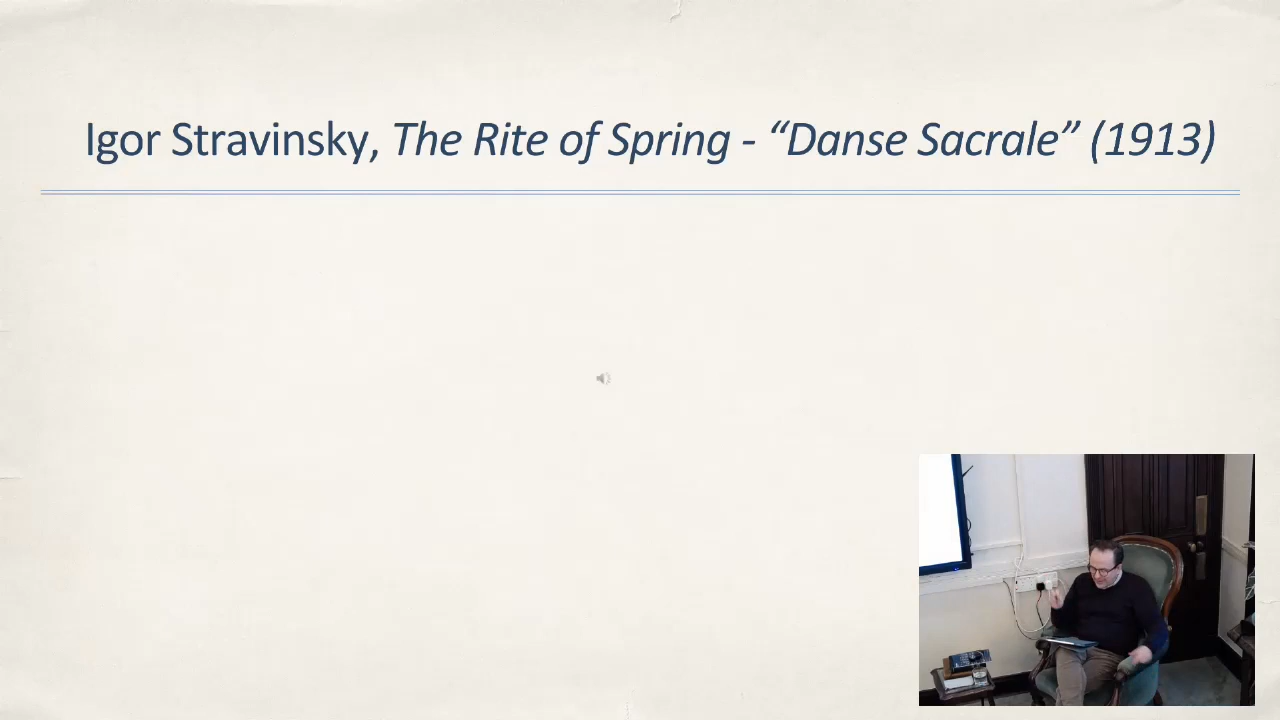 Igor Stravinsky, The Rite of Spring - “Danse Sacrale” (1913)